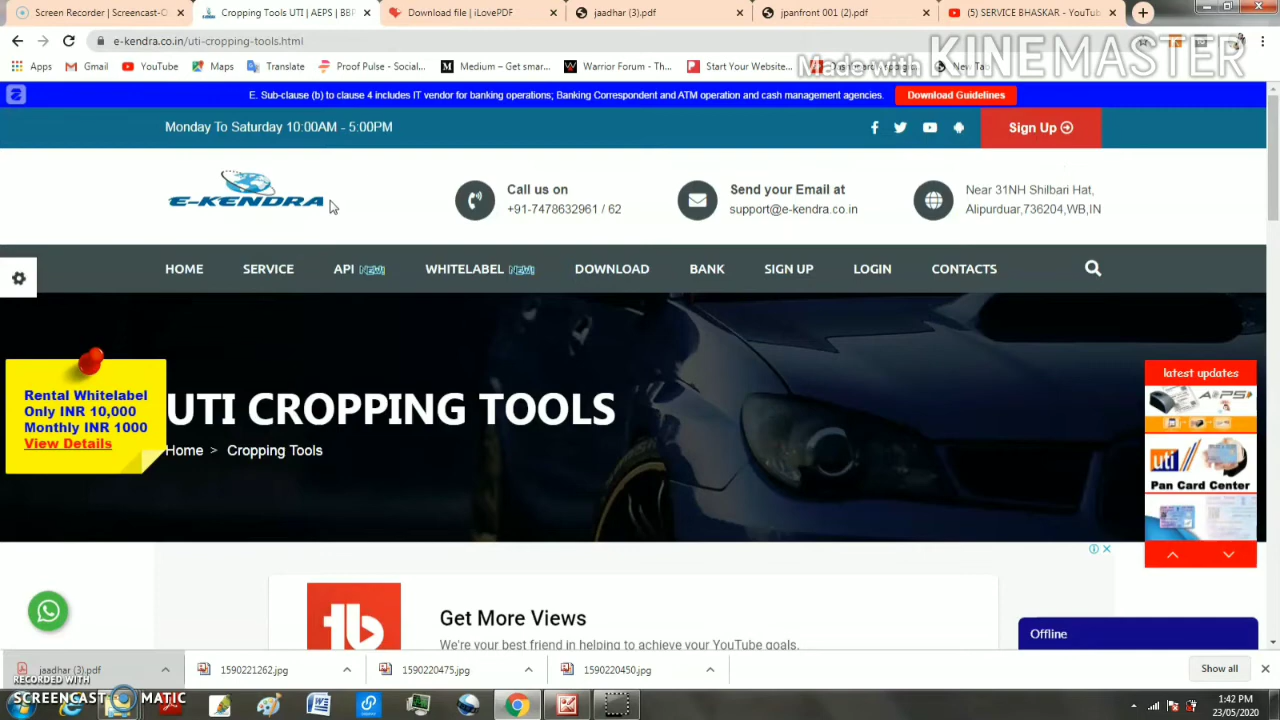 Screen Recorder | Screencast-O
Cropping Tools UTI | AEPS | BBP
Download file | iLovePDF
jaadhar (3).pdf
jpanfront 001 (2).pdf
(5) SERVICE BHASKAR - YouTub
e-kendra.co.in/uti-cropping-tools.html
Apps
Gmail
YouTube
Maps
Translate
Proof Pulse - Social...
Medium – Get smar...
Warrior Forum - Th...
Start Your Website...
New Tab
Made with KINEMASTER
E. Sub-clause (b) to clause 4 includes IT vendor for banking operations; Banking Correspondent and ATM operation and cash management agencies.
Download Guidelines
Monday To Saturday 10:00AM - 5:00PM
Sign Up
E-KENDRA
Call us on
+91-7478632961 / 62
Send your Email at
support@e-kendra.co.in
Near 31NH Shilbari Hat,
Alipurduar,736204,WB,IN
HOME
SERVICE
API NEW!
WHITELABEL NEW!
DOWNLOAD
BANK
SIGN UP
LOGIN
CONTACTS
Rental Whitelabel
Only INR 10,000
Monthly INR 1000
View Details
UTI CROPPING TOOLS
Home > Cropping Tools
latest updates
AEPS
uti
Pan Card Center
Get More Views
We're your best friend in helping to achieve your YouTube goals.
Offline
jaadhar (3).pdf
1590221262.jpg
1590220475.jpg
1590220450.jpg
Show all
RECORDED WITH
SCREENCAST MATIC
1:42 PM
23/05/2020